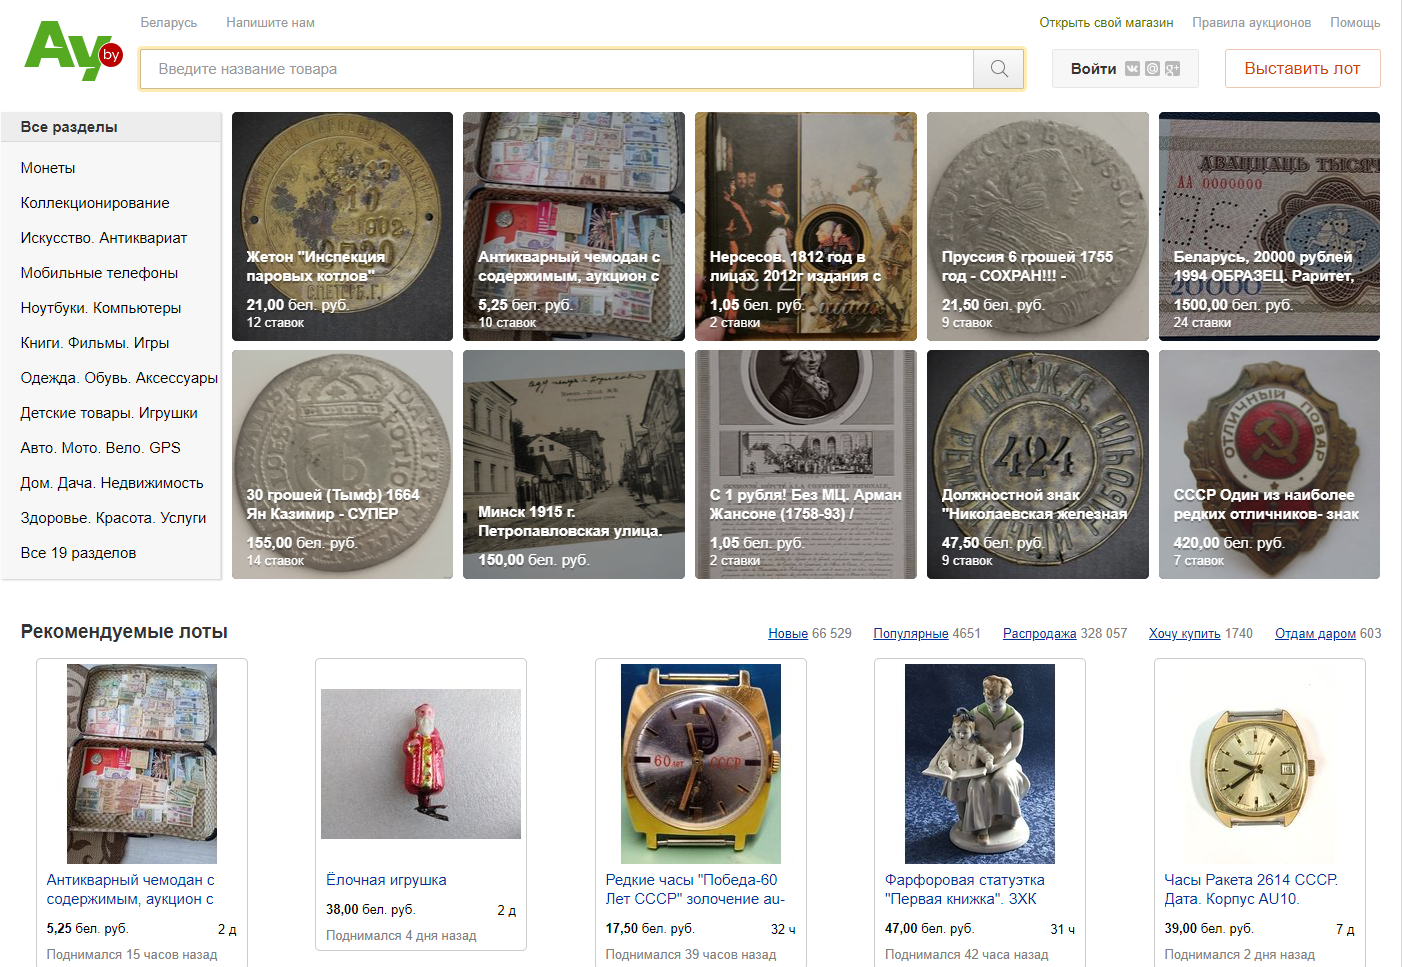 Ay by
Беларусь Напишите нам
Открыть свой магазин Правила аукционов Помощь
Введите название товара
Войти
Выставить лот
Все разделы
Монеты
Коллекционирование
Искусство. Антиквариат
Мобильные телефоны
Ноутбуки. Компьютеры
Книги. Фильмы. Игры
Одежда. Обувь. Аксессуары
Детские товары. Игрушки
Авто. Мото. Вело. GPS
Дом. Дача. Недвижимость
Здоровье. Красота. Услуги
Все 19 разделов
Жетон "Инспекция
паровых котлов"
21,00 бел. руб.
12 ставок
Антикварный чемодан с
содержимым, аукцион с
5,25 бел. руб.
10 ставок
Нерсесов. 1812 год в
лицах. 2012г издания с
1,05 бел. руб.
2 ставки
Пруссия 6 грошей 1755
год - СОХРАН!!! -
21,50 бел. руб.
9 ставок
ДВАДЦАТЬ ТЫСЯЧ
АА 0000000
Беларусь, 20000 рублей
1994 ОБРАЗЕЦ. Раритет,
20000
1500,00 бел. руб.
24 ставки
30 грошей (Тымф) 1664
Ян Казимир - СУПЕР
155,00 бел. руб.
14 ставок
Минск 1915 г.
Петропавловская улица.
150,00 бел. руб.
С 1 рубля! Без МЦ. Арман
Жансоне (1758-93) /
1,05 бел. руб.
2 ставки
424
Должностной знак
"Николаевская железная
47,50 бел. руб.
9 ставок
ОТЛИЧНЫЙ ПОВАР
СССР Один из наиболее
редких отличников- знак
420,00 бел. руб.
7 ставок
Рекомендуемые лоты
Новые 66 529 Популярные 4651 Распродажа 328 057 Хочу купить 1740 Отдам даром 603
Антикварный чемодан с
содержимым, аукцион с
5,25 бел. руб. 2 д
Поднимался 15 часов назад
Ёлочная игрушка
38,00 бел. руб. 2 д
Поднимался 4 дня назад
60 лет СССР
Редкие часы "Победа-60
Лет СССР" золочение au-
17,50 бел. руб. 32 ч
Поднимался 39 часов назад
Фарфоровая статуэтка
"Первая книжка". ЗХК
47,00 бел. руб. 31 ч
Поднимался 42 часа назад
Часы Ракета 2614 СССР.
Дата. Корпус AU10.
39,00 бел. руб. 7 д
Поднимался 2 дня назад